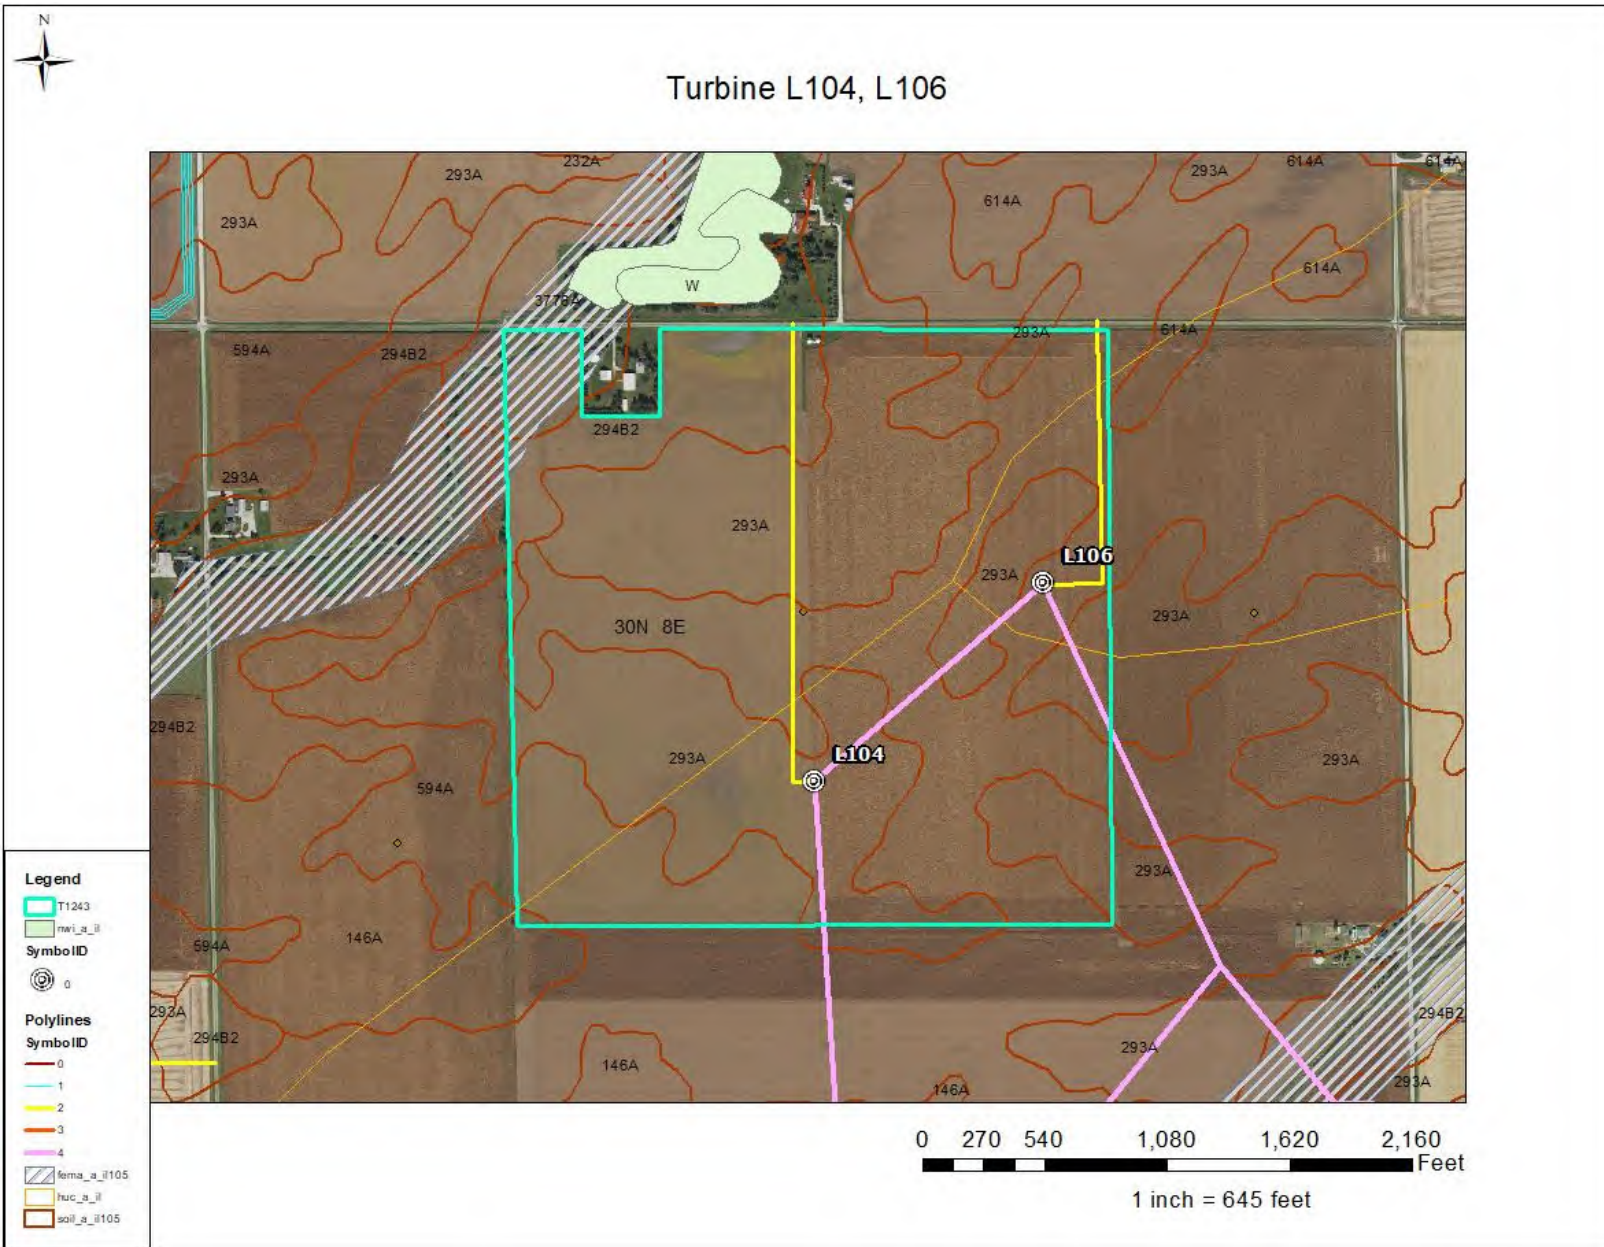 N
Turbine L104, L106
293A
232A
293A
614A
614A
293A
614A
614A
W
3776A
293A
614A
594A
294B2
294B2
293A
293A
L106
293A
293A
30N 8E
294B2
293A
L104
293A
594A
293A
594A
146A
293A
294B2
293A
294B2
146A
293A
146A
293A
Legend
T1243
nwi_a_il
SymbolID
0
Polylines
SymbolID
0
1
2
3
4
fema_a_il105
huc_a_il
soil_a_il105
0 270 540 1,080 1,620 2,160
Feet
1 inch = 645 feet